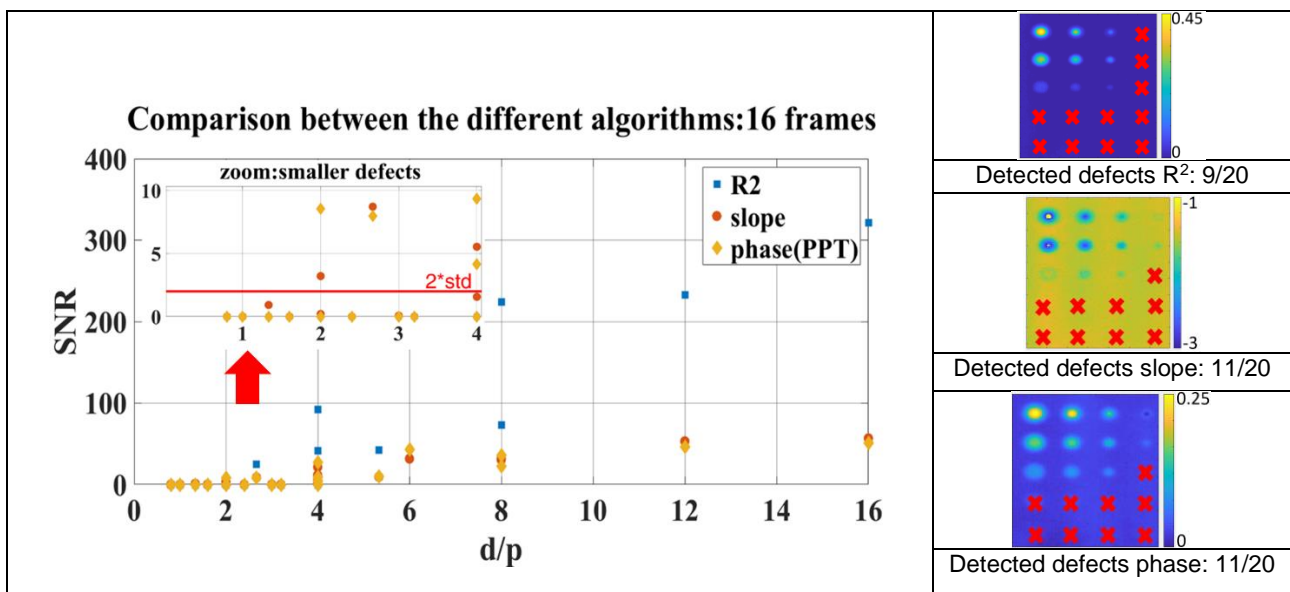 Comparison between the different algorithms:16 frames
400
300
200
100
0
SNR
0 2 4 6 8 10 12 14 16
d/p
zoom:smaller defects
10
5
0
1 2 3 4
2*std
R2
slope
phase(PPT)
0.45
0
Detected defects R²: 9/20
-1
-3
Detected defects slope: 11/20
0.25
0
Detected defects phase: 11/20